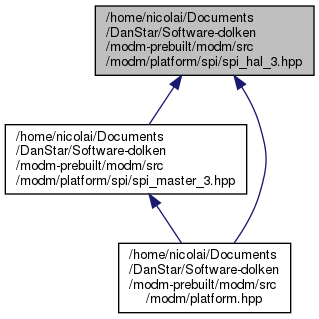 /home/nicolai/Documents
/DanStar/Software-dolken
/modm-prebuilt/modm/src
/modm/platform/spi/spi_hal_3.hpp
/home/nicolai/Documents
/DanStar/Software-dolken
/modm-prebuilt/modm/src
/modm/platform/spi/spi_master_3.hpp
/home/nicolai/Documents
/DanStar/Software-dolken
/modm-prebuilt/modm/src
/modm/platform.hpp